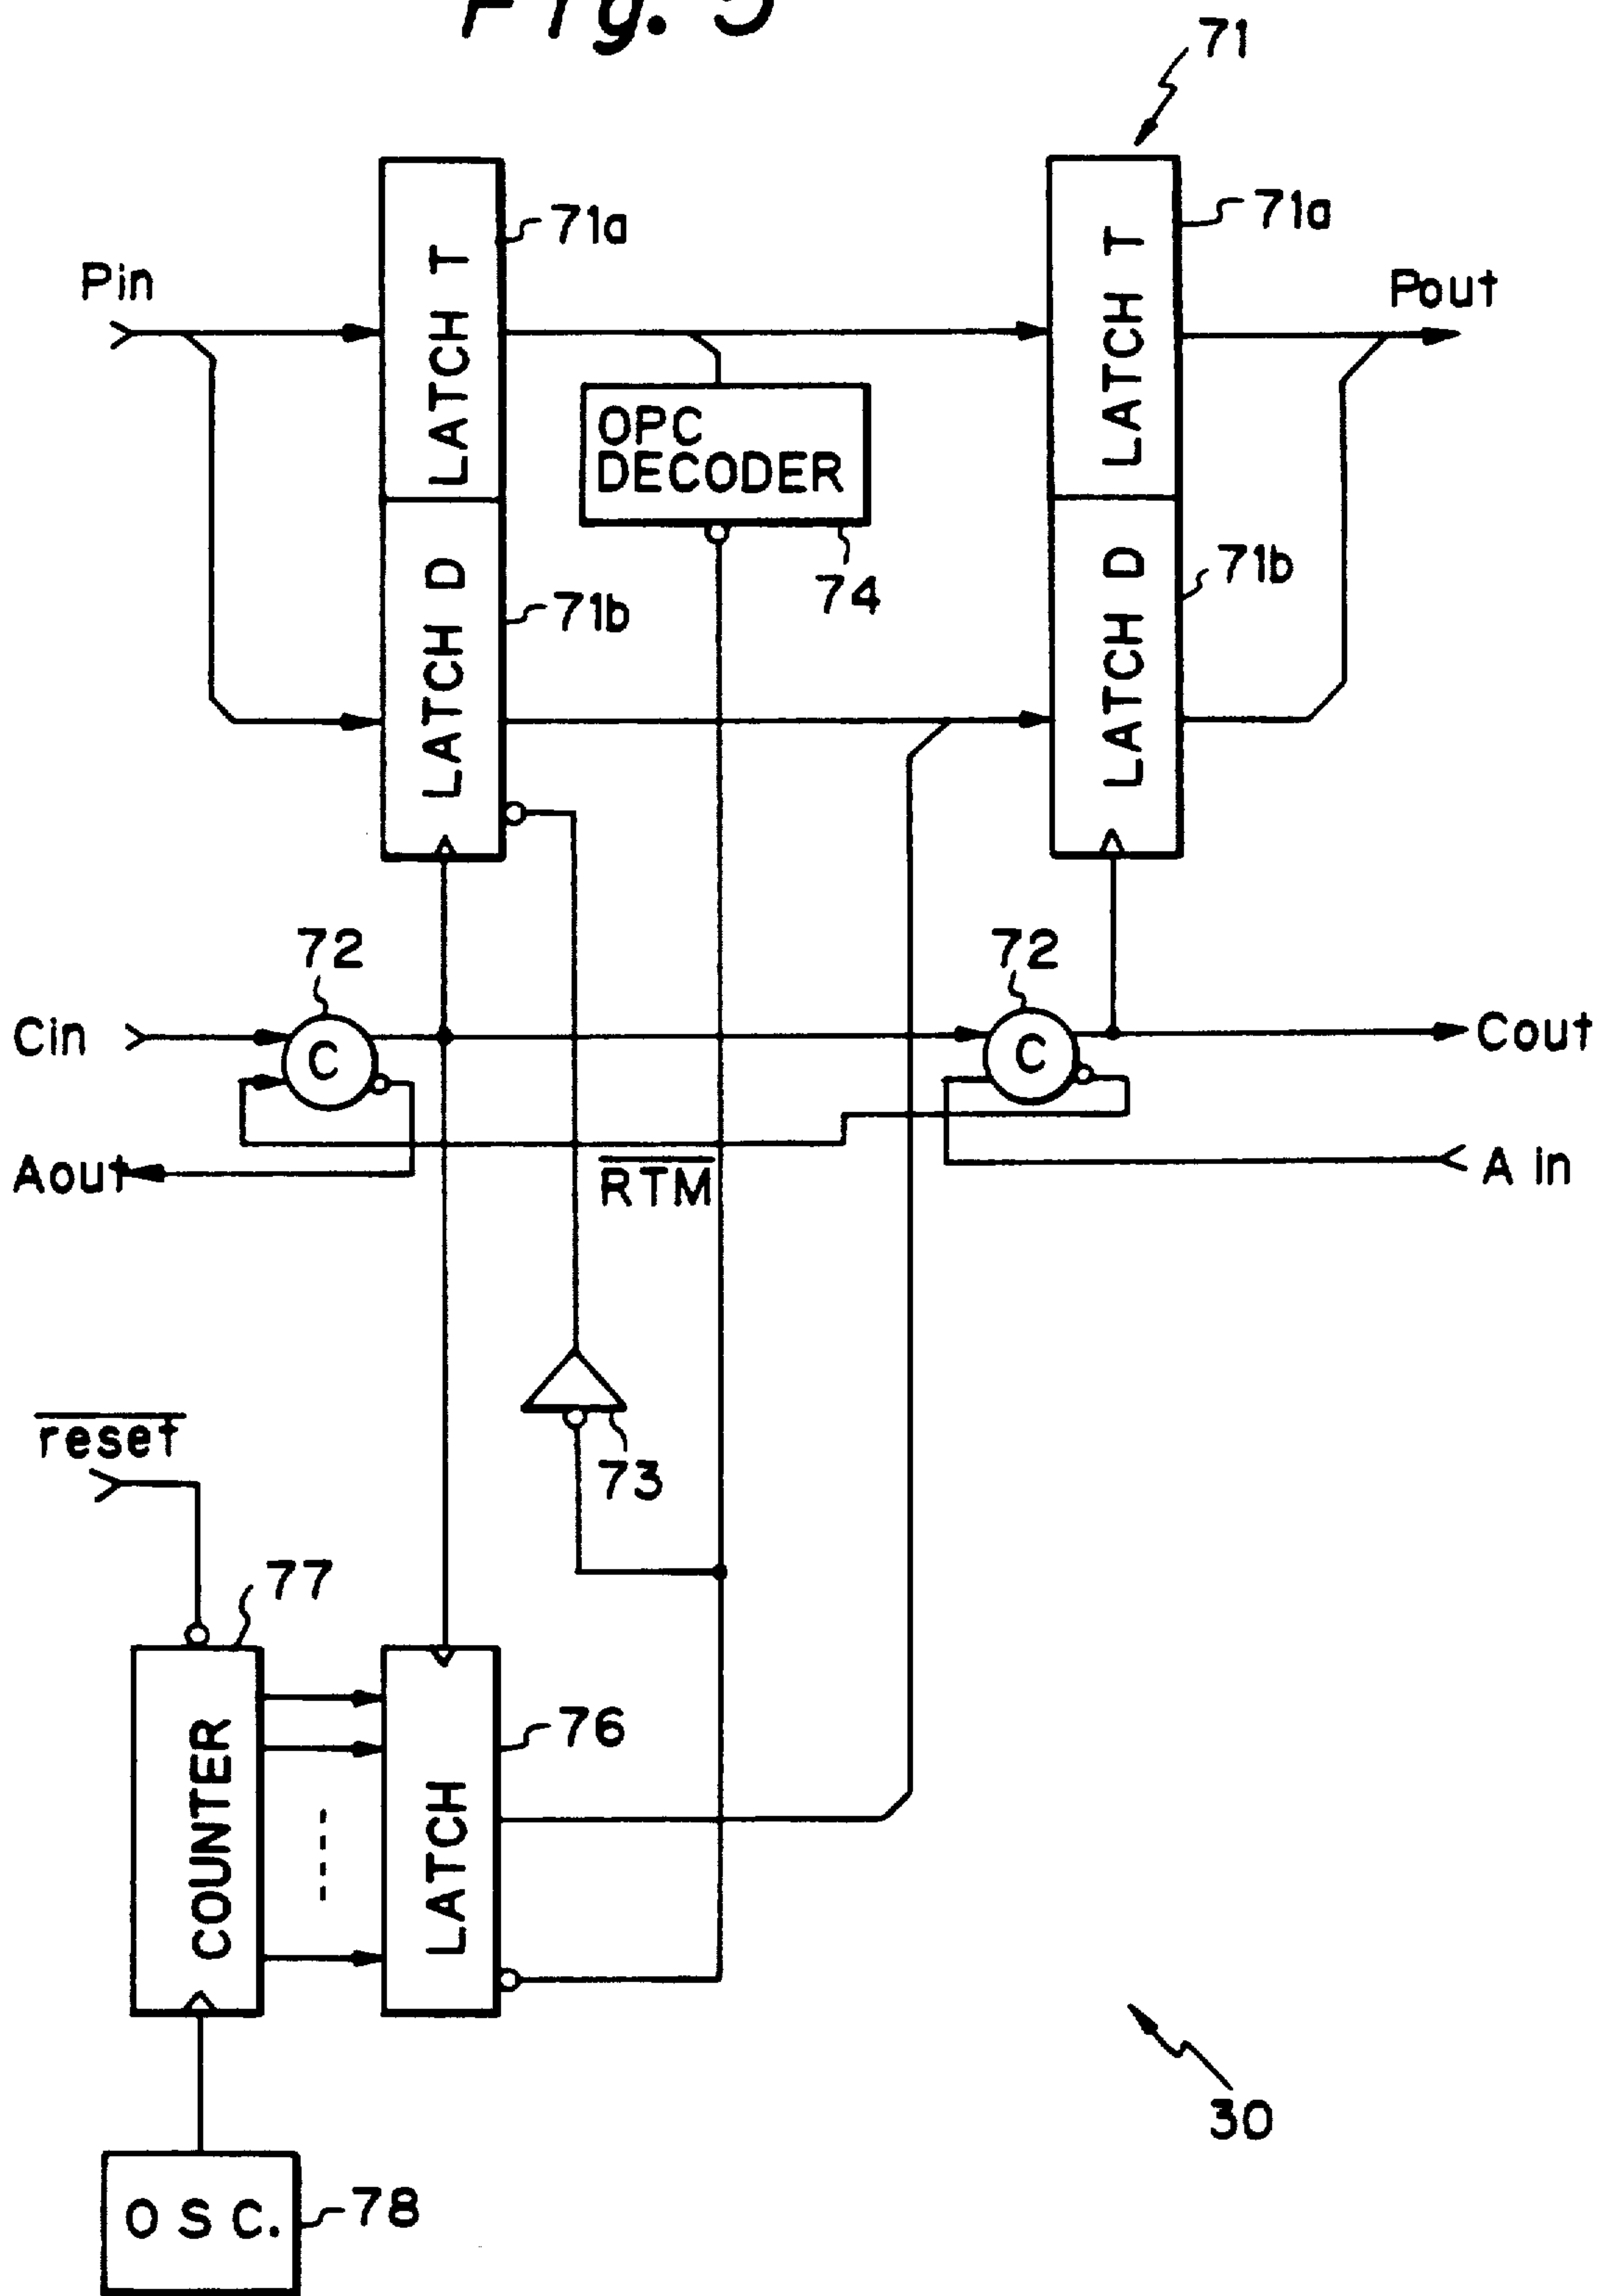 Fig. 5
71
71a
71a
Pin
Pout
LATCH T
LATCH T
OPC
DECODER
74
71b
71b
LATCH D
LATCH D
72
72
Cin
C
C
Cout
Aout
RTM
A in
reset
73
77
76
COUNTER
LATCH
30
OSC.
78